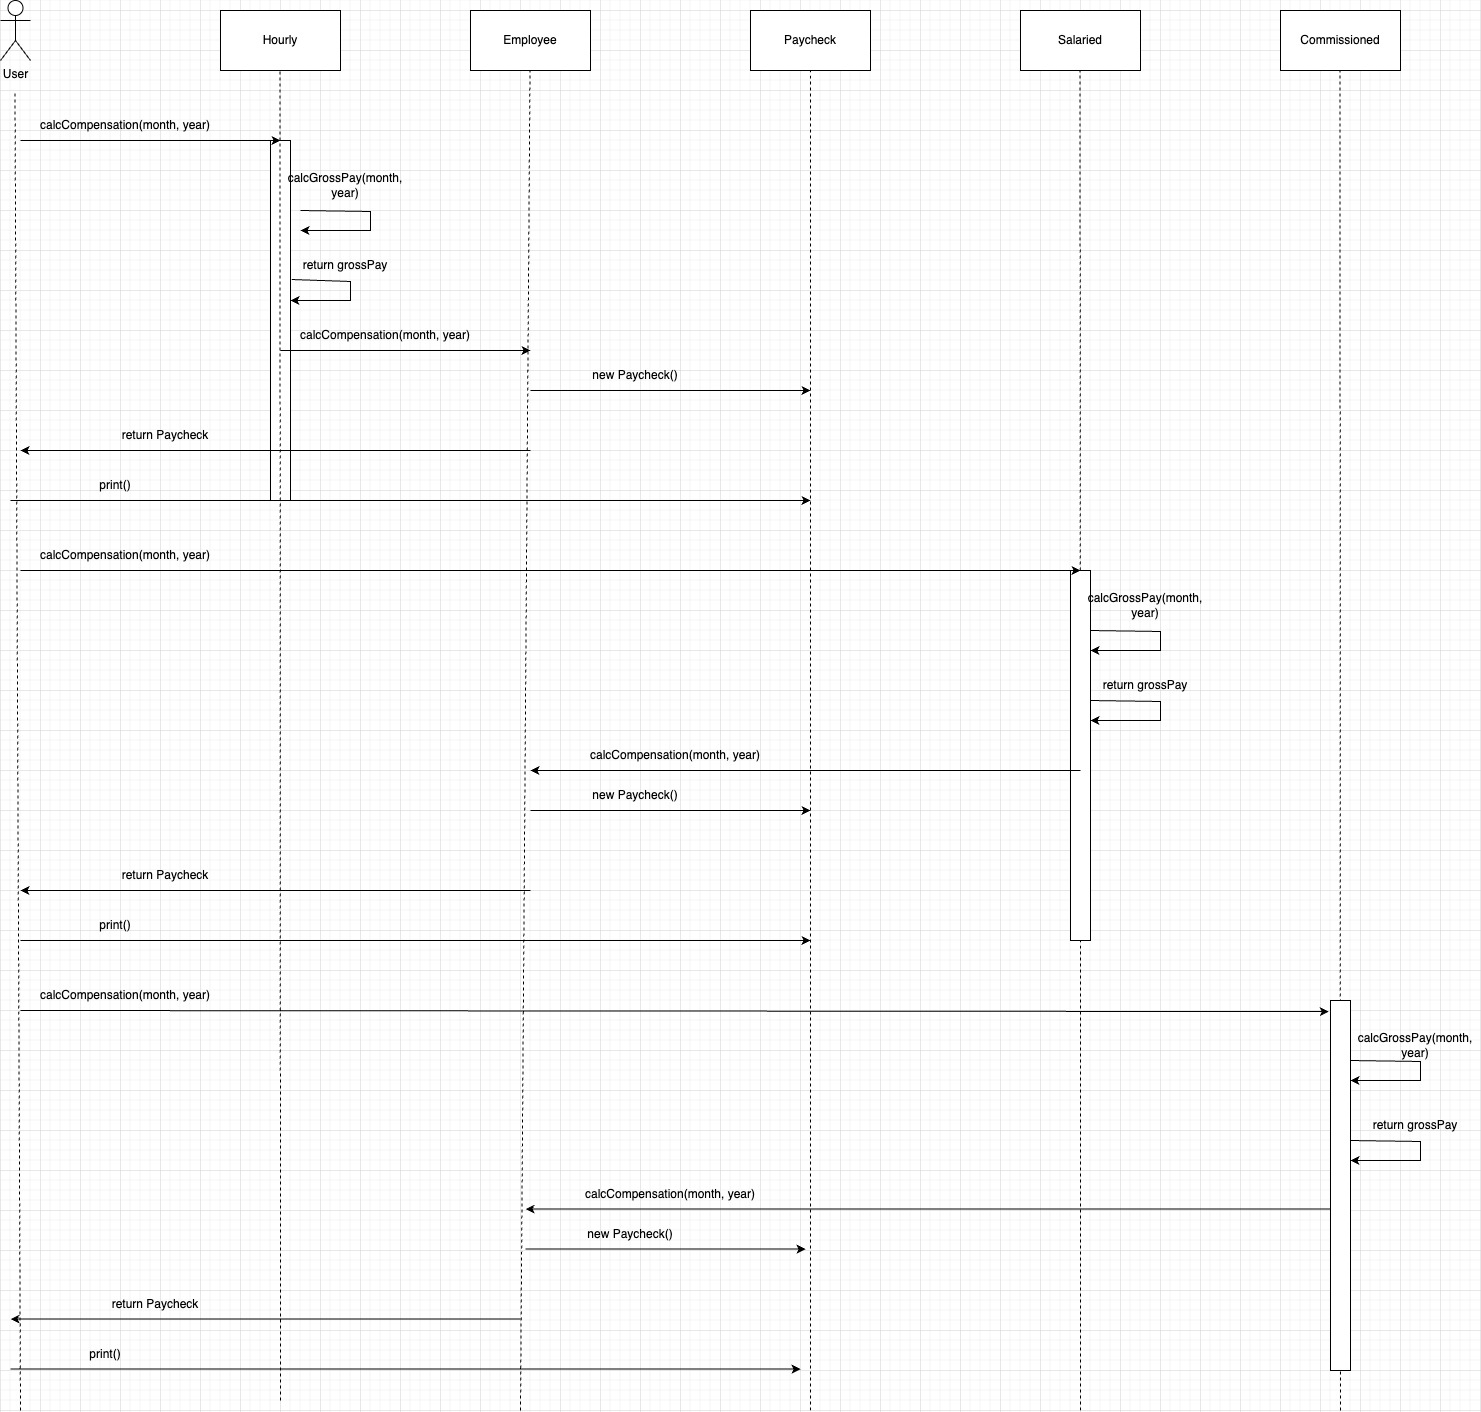 User
Hourly
Employee
Paycheck
Salaried
Commissioned
calcCompensation(month, year)
calcGrossPay(month,
year)
return grossPay
calcCompensation(month, year)
new Paycheck()
return Paycheck
print()
calcCompensation(month, year)
calcGrossPay(month,
year)
return grossPay
calcCompensation(month, year)
new Paycheck()
return Paycheck
print()
calcCompensation(month, year)
calcGrossPay(month,
year)
return grossPay
calcCompensation(month, year)
new Paycheck()
return Paycheck
print()